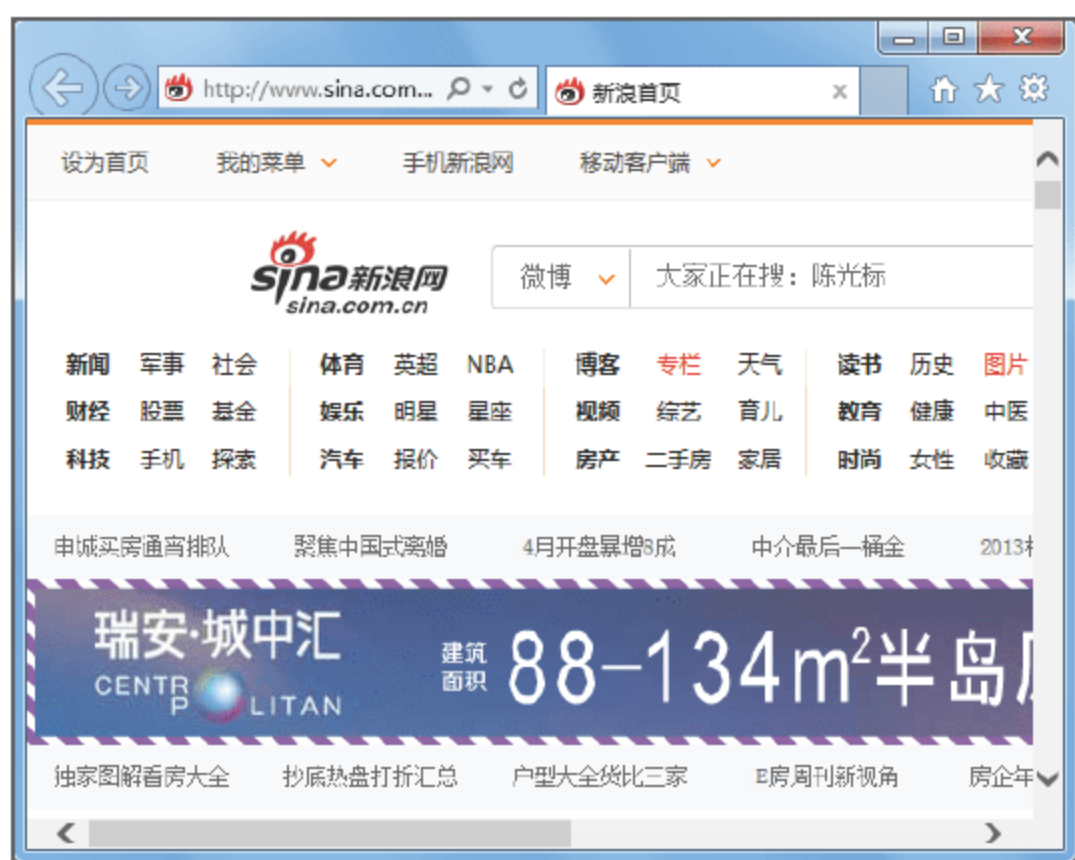 http://www.sina.com... 新浪首页
设为首页 我的菜单 手机新浪网 移动客户端
sina新浪网
sina.com.cn
微博 大家正在搜：陈光标
新闻 军事 社会 体育 英超 NBA 博客 专栏 天气 读书 历史 图片
财经 股票 基金 娱乐 明星 星座 视频 综艺 育儿 教育 健康 中医
科技 手机 探索 汽车 报价 买车 房产 二手房 家居 时尚 女性 收藏
申城买房通宵排队 聚焦中国式离婚 4月开盘暴增8成 中介最后一桶金 2013
瑞安·城中汇
CENTROPOLITAN
建筑面积 88-134m²半岛
独家图解看房大全 抄底热盘打折汇总 户型大全货比三家 E房周刊新视角 房企年